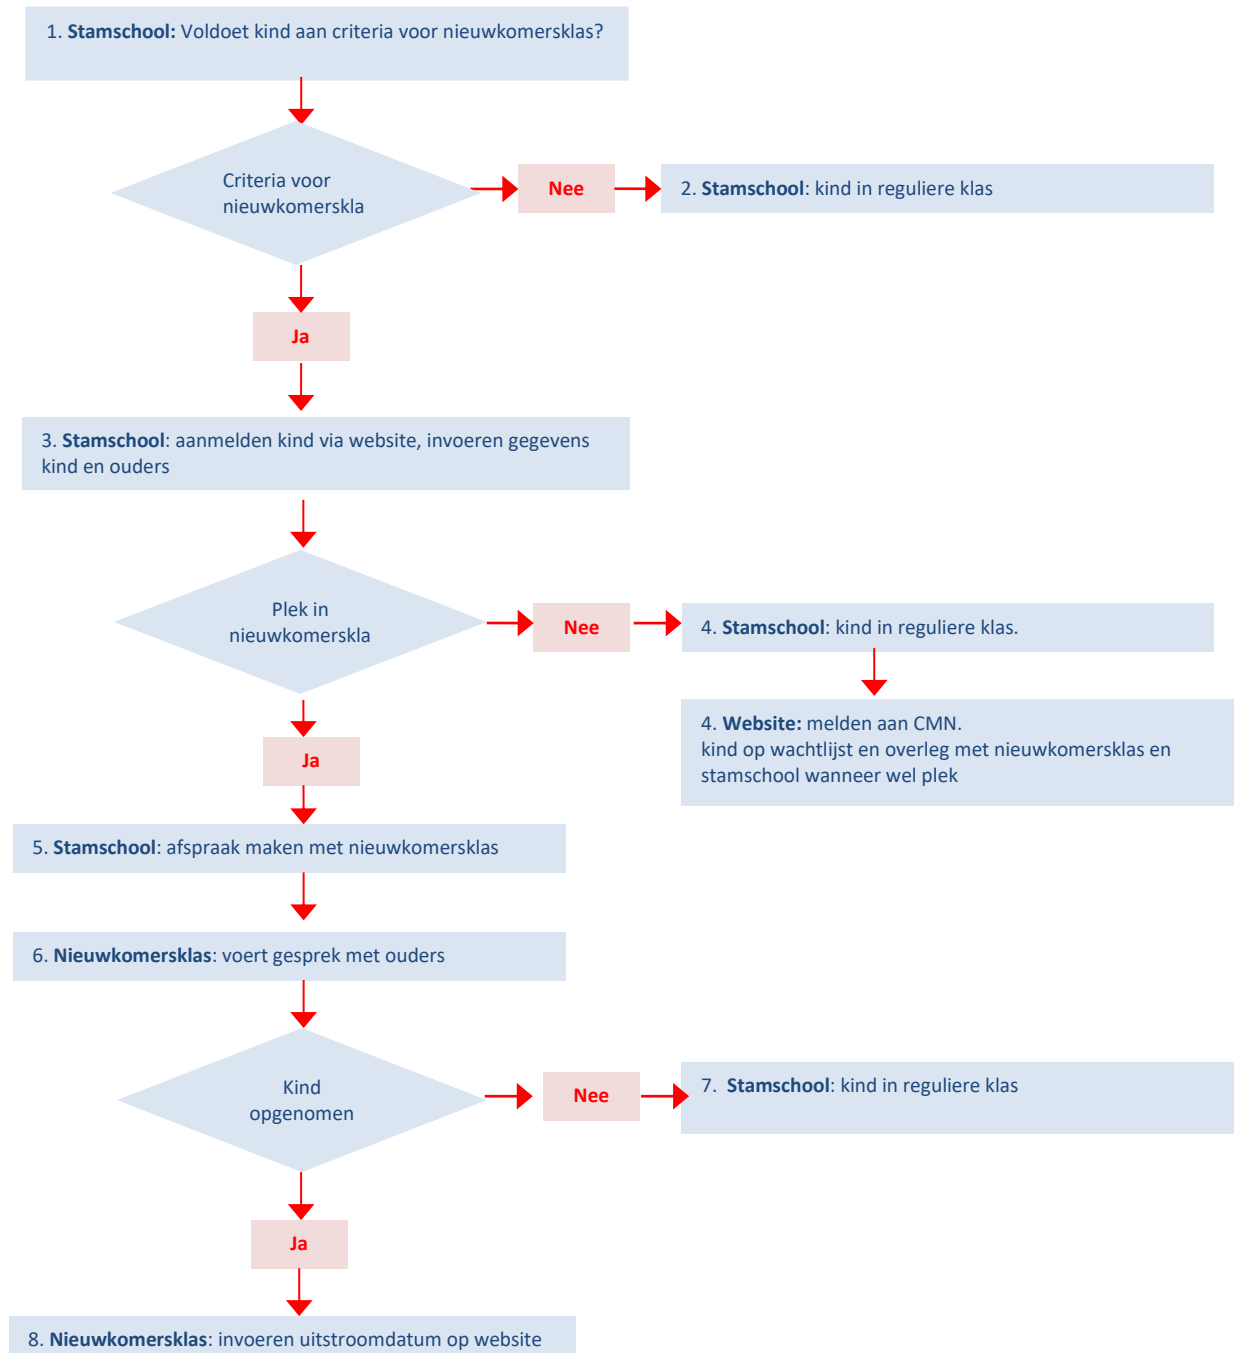 1. Stamschool: Voldoet kind aan criteria voor nieuwkomersklas?
Criteria voor
nieuwkomerskla
Nee
2. Stamschool: kind in reguliere klas
Ja
3. Stamschool: aanmelden kind via website, invoeren gegevens
kind en ouders
Plek in
nieuwkomerskla
Nee
4. Stamschool: kind in reguliere klas.
4. Website: melden aan CMN.
kind op wachtlijst en overleg met nieuwkomersklas en
stamschool wanneer wel plek
Ja
5. Stamschool: afspraak maken met nieuwkomersklas
6. Nieuwkomersklas: voert gesprek met ouders
Kind
opgenomen
Nee
7. Stamschool: kind in reguliere klas
Ja
8. Nieuwkomersklas: invoeren uitstroomdatum op website